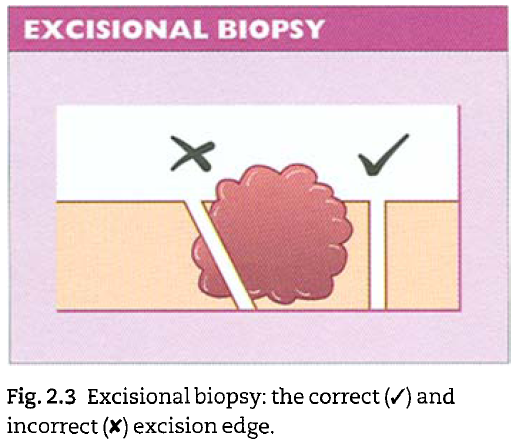 EXCISIONAL BIOPSY
Fig. 2.3 Excisional biopsy: the correct (✓) and
incorrect (✘) excision edge.